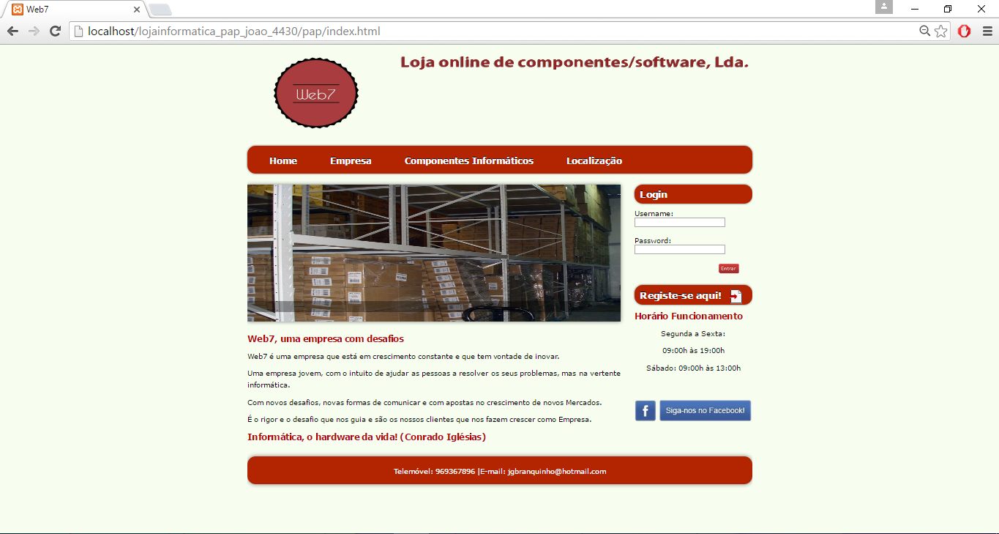 Web7
localhost/lojainformatica_pap_joao_4430/pap/index.html
Web7
Loja online de componentes/software, Lda.
Home Empresa Componentes Informáticos Localização
Login
Username:
Password:
Entrar
Registe-se aqui!
Horário Funcionamento
Segunda a Sexta:
09:00h às 19:00h
Sábado: 09:00h às 13:00h
Siga-nos no Facebook!
Web7, uma empresa com desafios
Web7 é uma empresa que está em crescimento constante e que tem vontade de inovar.
Uma empresa jovem, com o intuito de ajudar as pessoas a resolver os seus problemas, mas na vertente
informática.
Com novos desafios, novas formas de comunicar e com apostas no crescimento de novos Mercados.
É o rigor e o desafio que nos guia e são os nossos clientes que nos fazem crescer como Empresa.
Informática, o hardware da vida! (Conrado Iglésias)
Telemóvel: 969367896 |E-mail: jgbranquinho@hotmail.com